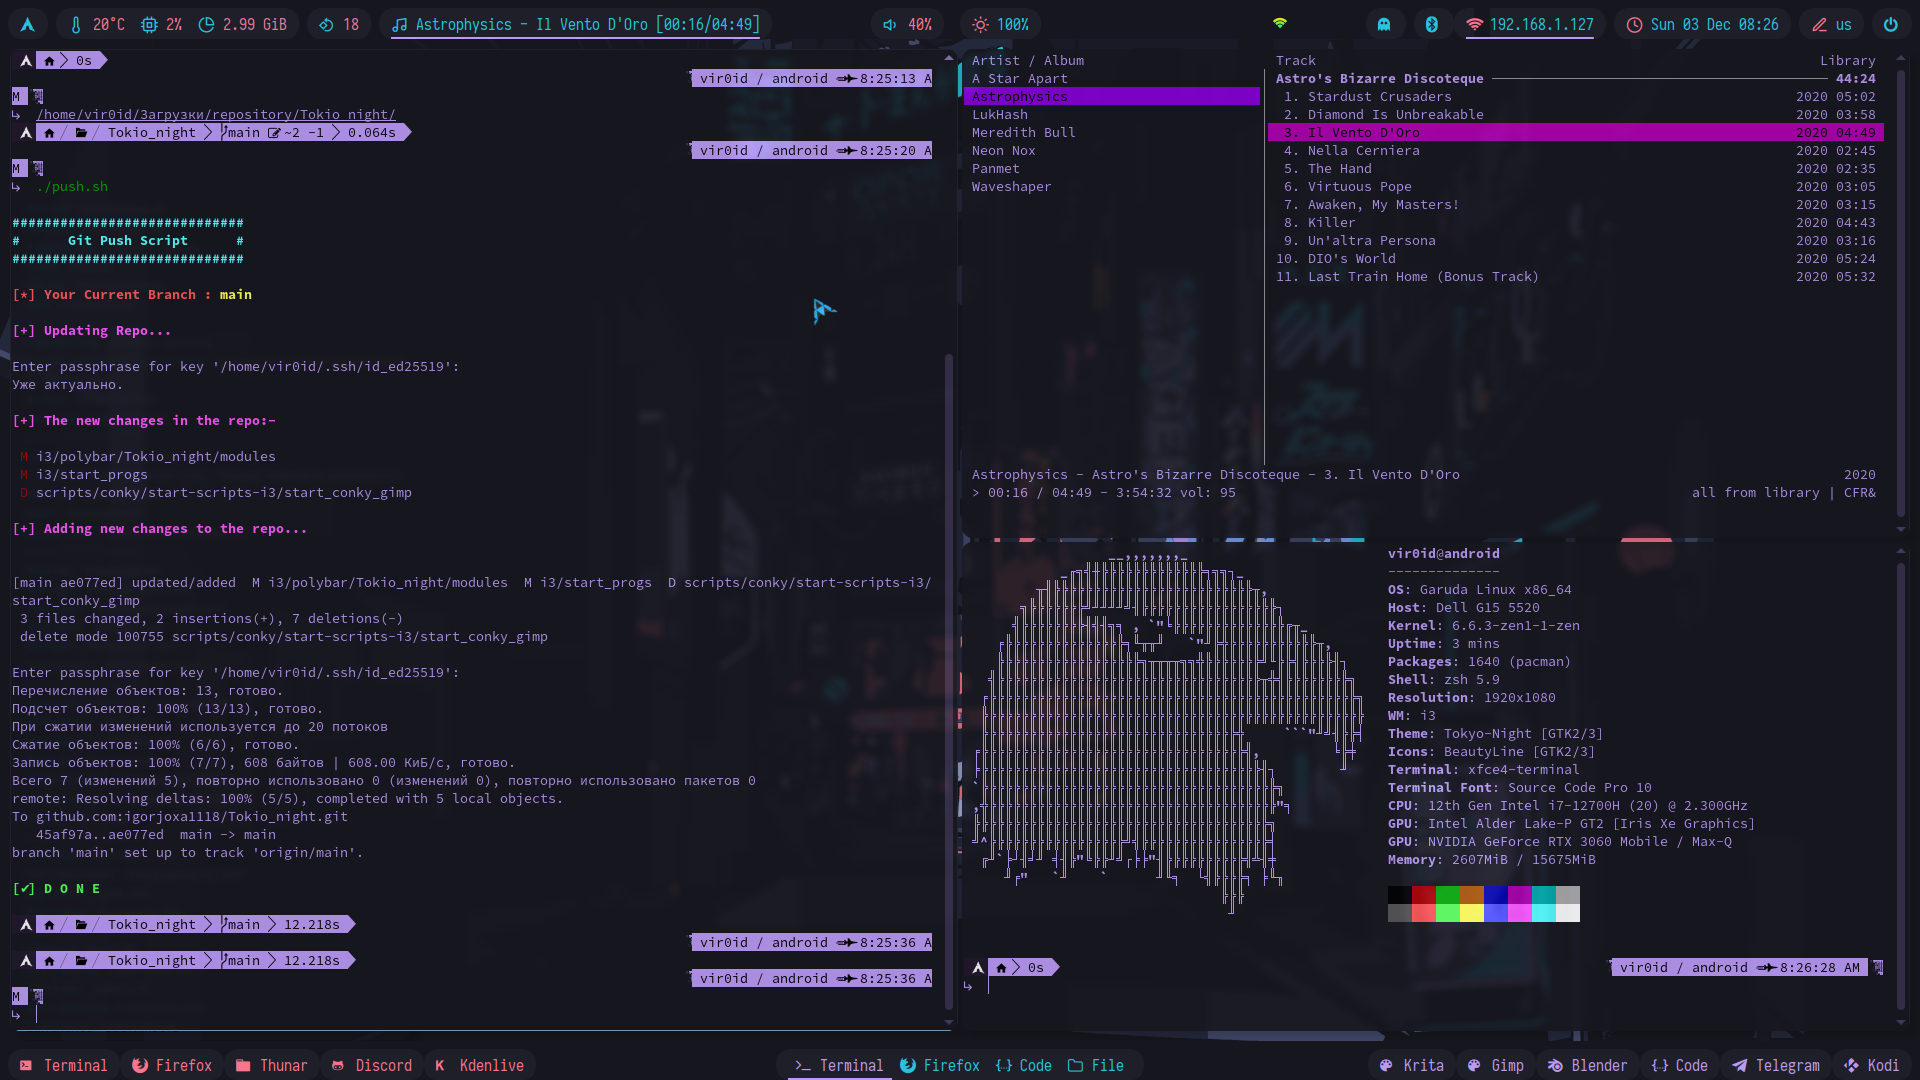 20°C 2% 2.99 GiB 18 Astrophysics - Il Vento D'Oro [00:16/04:49] 40% 100% 192.168.1.127 Sun 03 Dec 08:26 us
0s
vir0id / android 8:25:13 A
M
/home/vir0id/Загрузки/repository/Tokio_night/
/ / Tokio_night main ~2 -1 0.064s
vir0id / android 8:25:20 A
M
./push.sh
#############################
# Git Push Script #
#############################
[*] Your Current Branch : main
[+] Updating Repo...
Enter passphrase for key '/home/vir0id/.ssh/id_ed25519':
Уже актуально.
[+] The new changes in the repo:-
M i3/polybar/Tokio_night/modules
M i3/start_progs
D scripts/conky/start-scripts-i3/start_conky_gimp
[+] Adding new changes to the repo...
[main ae077ed] updated/added M i3/polybar/Tokio_night/modules M i3/start_progs D scripts/conky/start-scripts-i3/
start_conky_gimp
3 files changed, 2 insertions(+), 7 deletions(-)
delete mode 100755 scripts/conky/start-scripts-i3/start_conky_gimp
Enter passphrase for key '/home/vir0id/.ssh/id_ed25519':
Перечисление объектов: 13, готово.
Подсчет объектов: 100% (13/13), готово.
При сжатии изменений используется до 20 потоков
Сжатие объектов: 100% (6/6), готово.
Запись объектов: 100% (7/7), 608 байтов | 608.00 КиБ/с, готово.
Всего 7 (изменений 5), повторно использовано 0 (изменений 0), повторно использовано пакетов 0
remote: Resolving deltas: 100% (5/5), completed with 5 local objects.
To github.com:igorjoxa1118/Tokio_night.git
45af97a..ae077ed main -> main
branch 'main' set up to track 'origin/main'.
[✔] D O N E
/ / Tokio_night main 12.218s
vir0id / android 8:25:36 A
/ / Tokio_night main 12.218s
vir0id / android 8:25:36 A
M
Artist / Album Track Library
A Star Apart Astro's Bizarre Discoteque 44:24
Astrophysics 1. Stardust Crusaders 2020 05:02
LukHash 2. Diamond Is Unbreakable 2020 03:58
Meredith Bull 3. Il Vento D'Oro 2020 04:49
Neon Nox 4. Nella Cerniera 2020 02:45
Panmet 5. The Hand 2020 02:35
Waveshaper 6. Virtuous Pope 2020 03:05
7. Awaken, My Masters! 2020 03:15
8. Killer 2020 04:43
9. Un'altra Persona 2020 03:16
10. DIO's World 2020 05:24
11. Last Train Home (Bonus Track) 2020 05:32
Astrophysics - Astro's Bizarre Discoteque - 3. Il Vento D'Oro 2020
> 00:16 / 04:49 - 3:54:32 vol: 95 all from library | CFR&
vir0id@android
--------------
OS: Garuda Linux x86_64
Host: Dell G15 5520
Kernel: 6.6.3-zen1-1-zen
Uptime: 3 mins
Packages: 1640 (pacman)
Shell: zsh 5.9
Resolution: 1920x1080
WM: i3
Theme: Tokyo-Night [GTK2/3]
Icons: BeautyLine [GTK2/3]
Terminal: xfce4-terminal
Terminal Font: Source Code Pro 10
CPU: 12th Gen Intel i7-12700H (20) @ 2.300GHz
GPU: Intel Alder Lake-P GT2 [Iris Xe Graphics]
GPU: NVIDIA GeForce RTX 3060 Mobile / Max-Q
Memory: 2607MiB / 15675MiB
0s vir0id / android 8:26:28 AM
Terminal Firefox Thunar Discord Kdenlive Terminal Firefox Code File Krita Gimp Blender Code Telegram Kodi